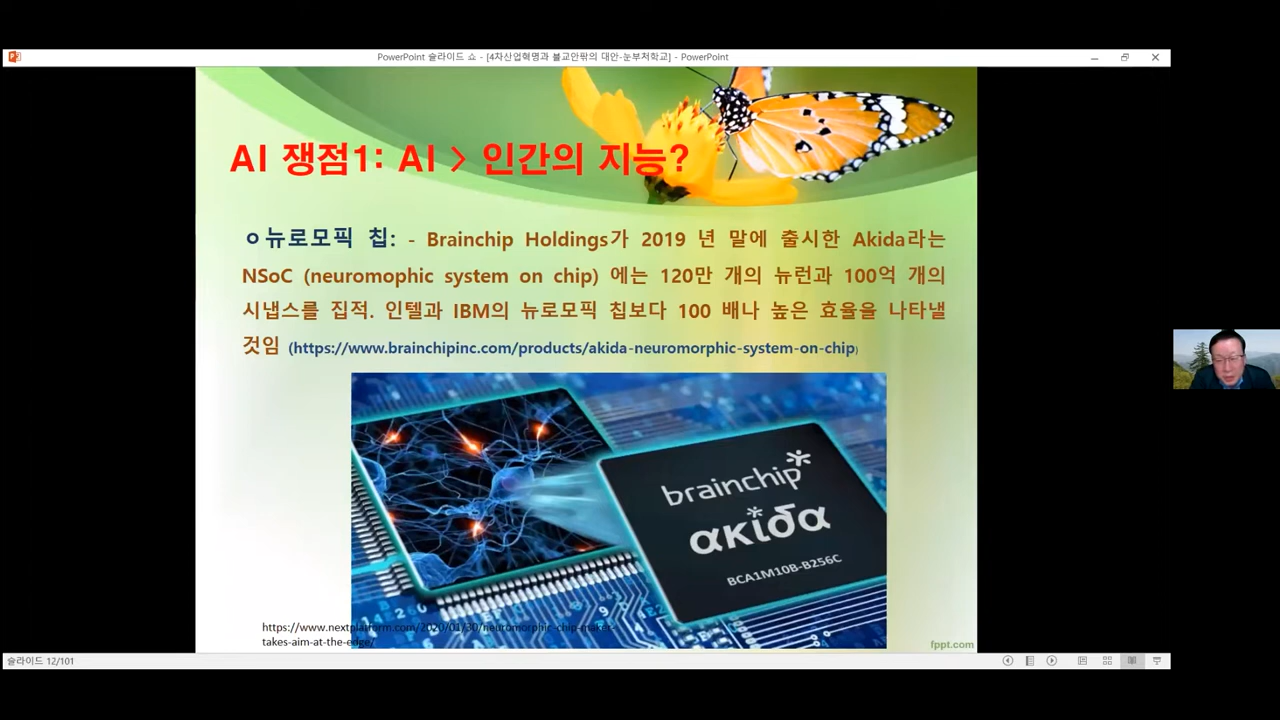 PowerPoint 슬라이드 쇼 - [4차산업혁명과 불교안팎의 대안-눈부처학교] - PowerPoint
AI 쟁점1: AI > 인간의 지능?
ㅇ뉴로모픽 칩: - Brainchip Holdings가 2019 년 말에 출시한 Akida라는
NSoC (neuromophic system on chip) 에는 120만 개의 뉴런과 100억 개의
시냅스를 집적. 인텔과 IBM의 뉴로모픽 칩보다 100 배나 높은 효율을 나타낼
것임 (https://www.brainchipinc.com/products/akida-neuromorphic-system-on-chip)
brainchip
akida
BCA1M10B-B256C
https://www.nextplatform.com/2020/01/30/neuromorphic-chip-maker-
takes-aim-at-the-edge/
fppt.com
슬라이드 12/101